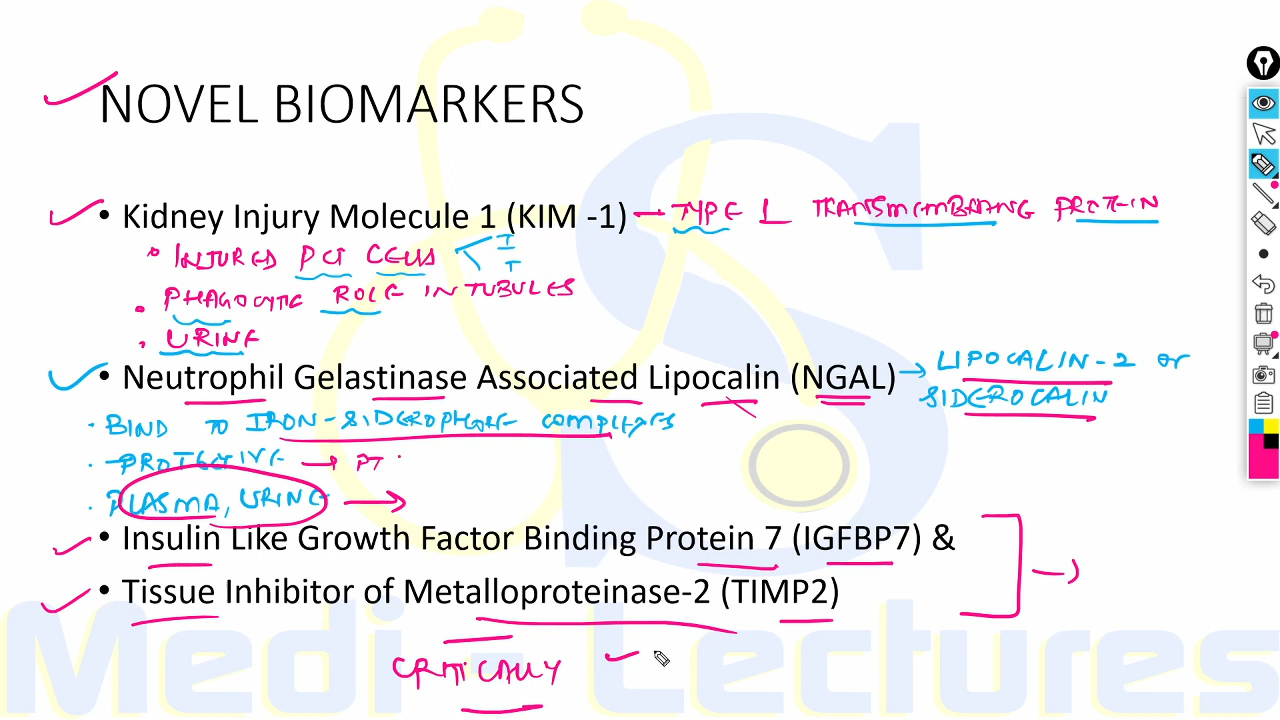 NOVEL BIOMARKERS
• Kidney Injury Molecule 1 (KIM -1) → TYPE 1 TRANSMEMBRANE PROTEIN
• INJURED PCT CELLS < I T
• PHAGOCYTIC ROLE IN TUBULES
• URINE
• Neutrophil Gelastinase Associated Lipocalin (NGAL) → LIPOCALIN-2 or
SIDEROCALIN
• BIND TO IRON-SIDEROPHORE COMPLEXES
• PROTECTIVE → PT
• PLASMA, URINE →
• Insulin Like Growth Factor Binding Protein 7 (IGFBP7) &
• Tissue Inhibitor of Metalloproteinase-2 (TIMP2)
CRITICALLY
Medi - Lectures